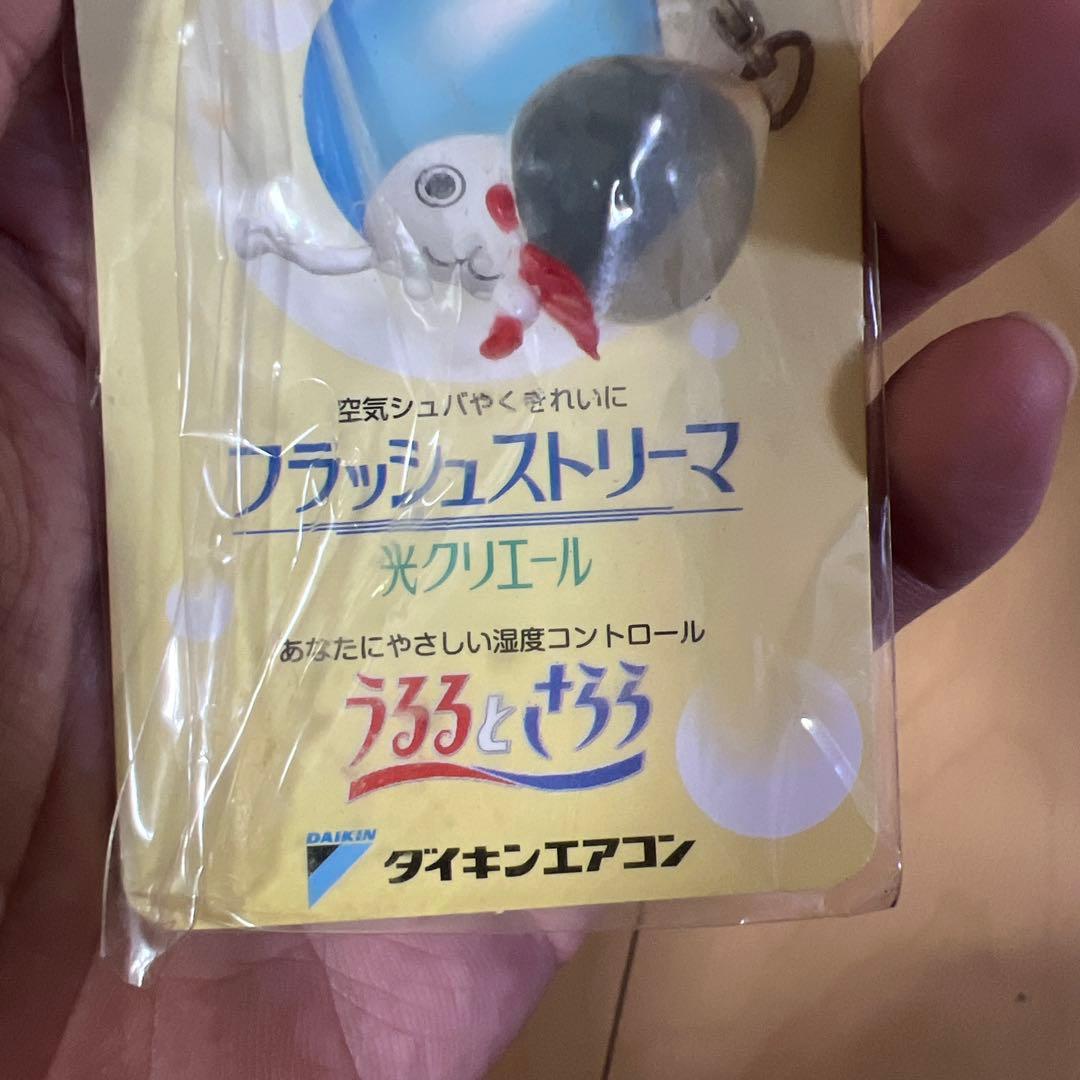 空気シュバやくきれいに
フラッシュストリーマ
光クリエール
あなたにやさしい湿度コントロール
うるるとさらら
DAIKIN
ダイキンエアコン